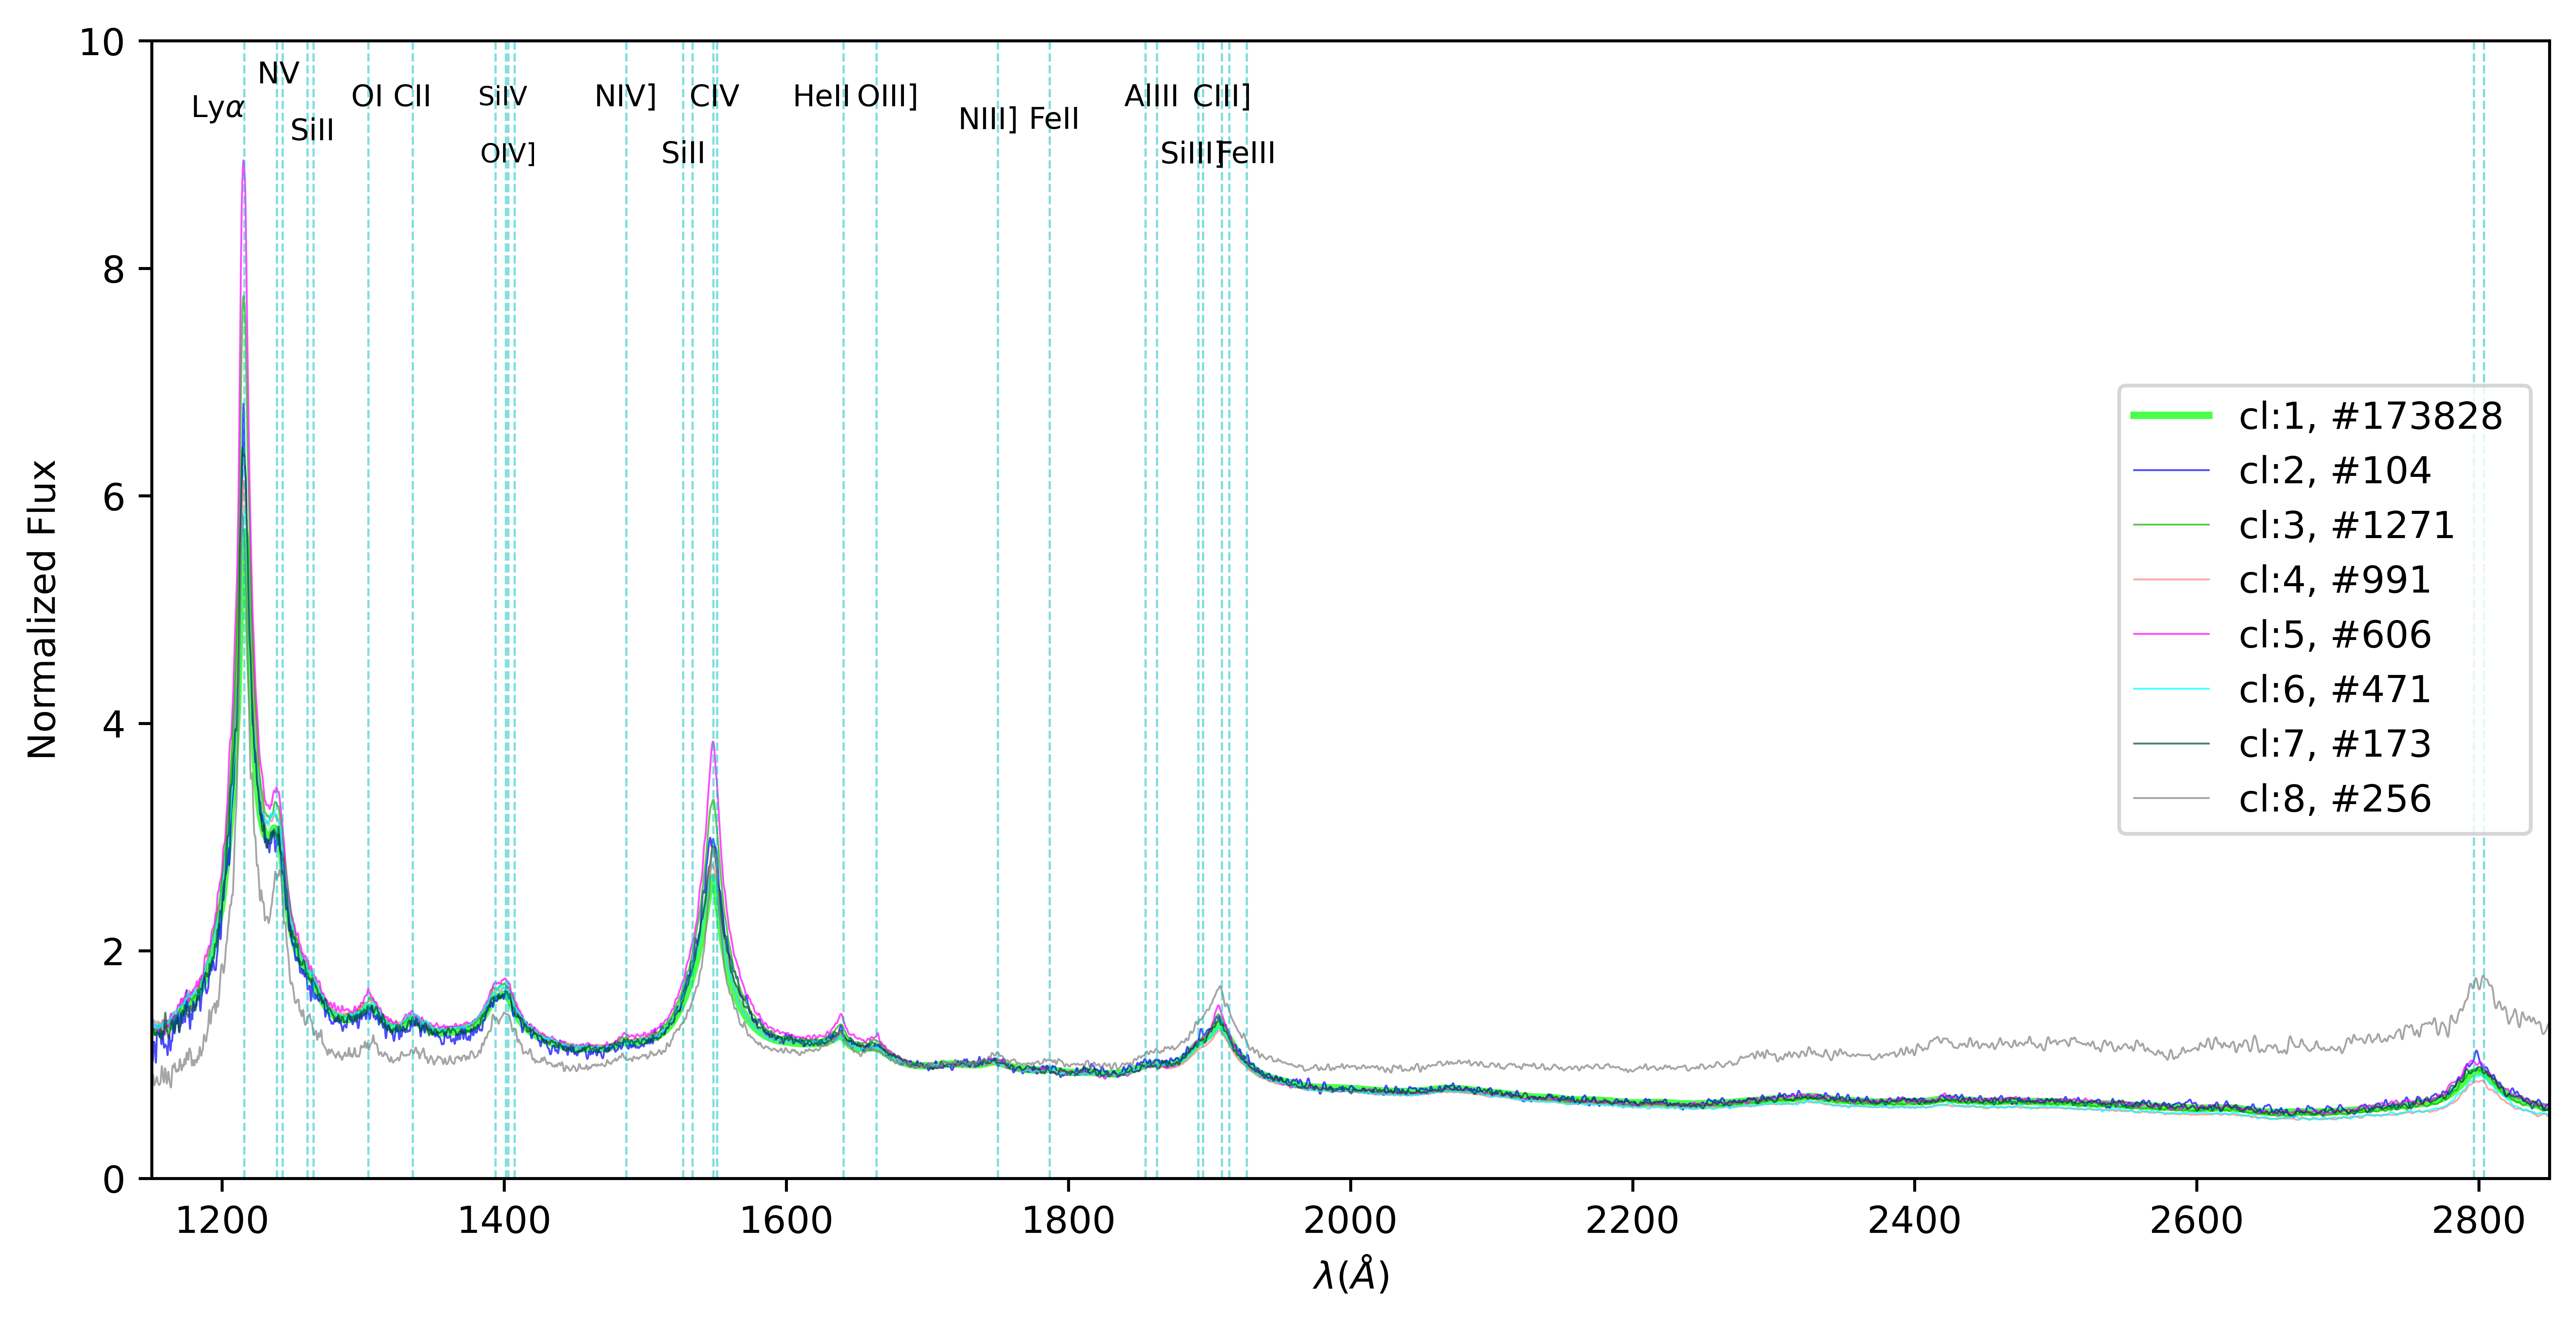 10
8
6
4
2
0
Normalized Flux
NV
Lyα
SiII
OI CII
SiIV
OIV]
NIV]
CIV
SiII
HeII OIII]
NIII] FeII
AlIII CIII]
SiIII]
FeIII
cl:1, #173828
cl:2, #104
cl:3, #1271
cl:4, #991
cl:5, #606
cl:6, #471
cl:7, #173
cl:8, #256
1200 1400 1600 1800 2000 2200 2400 2600 2800
λ(Å)